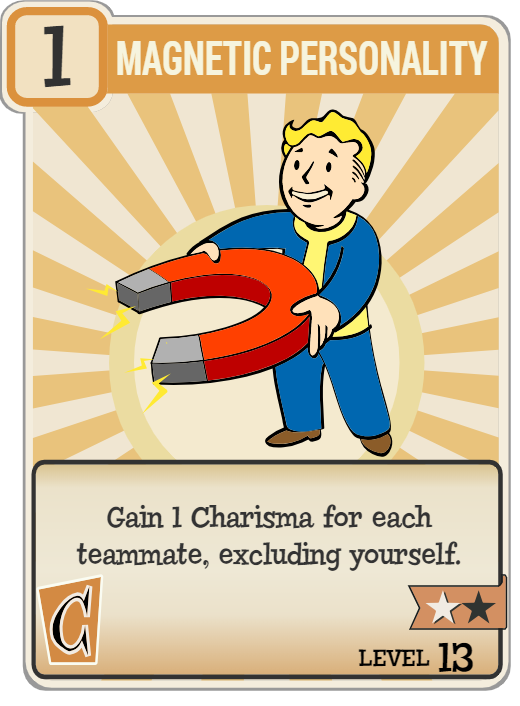 1
MAGNETIC PERSONALITY
Gain 1 Charisma for each
teammate, excluding yourself.
C
LEVEL 13